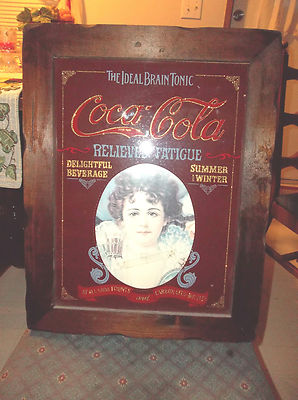 THE IDEAL BRAIN TONIC
Coca-Cola
RELIEVES FATIGUE
DELIGHTFUL
BEVERAGE
SUMMER
AND
WINTER